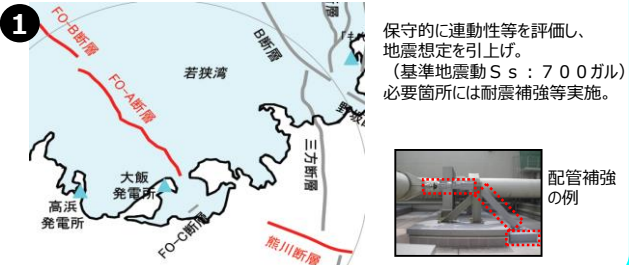 1
保守的に連動性等を評価し、
地震想定を引上げ。
（基準地震動Ｓｓ：７００ガル）
必要箇所には耐震補強等実施。
FO-B断層
FO-A断層
B断層
若狭湾
三方断層
大飯
発電所
高浜
発電所
FO-C断層
熊川断層
配管補強
の例